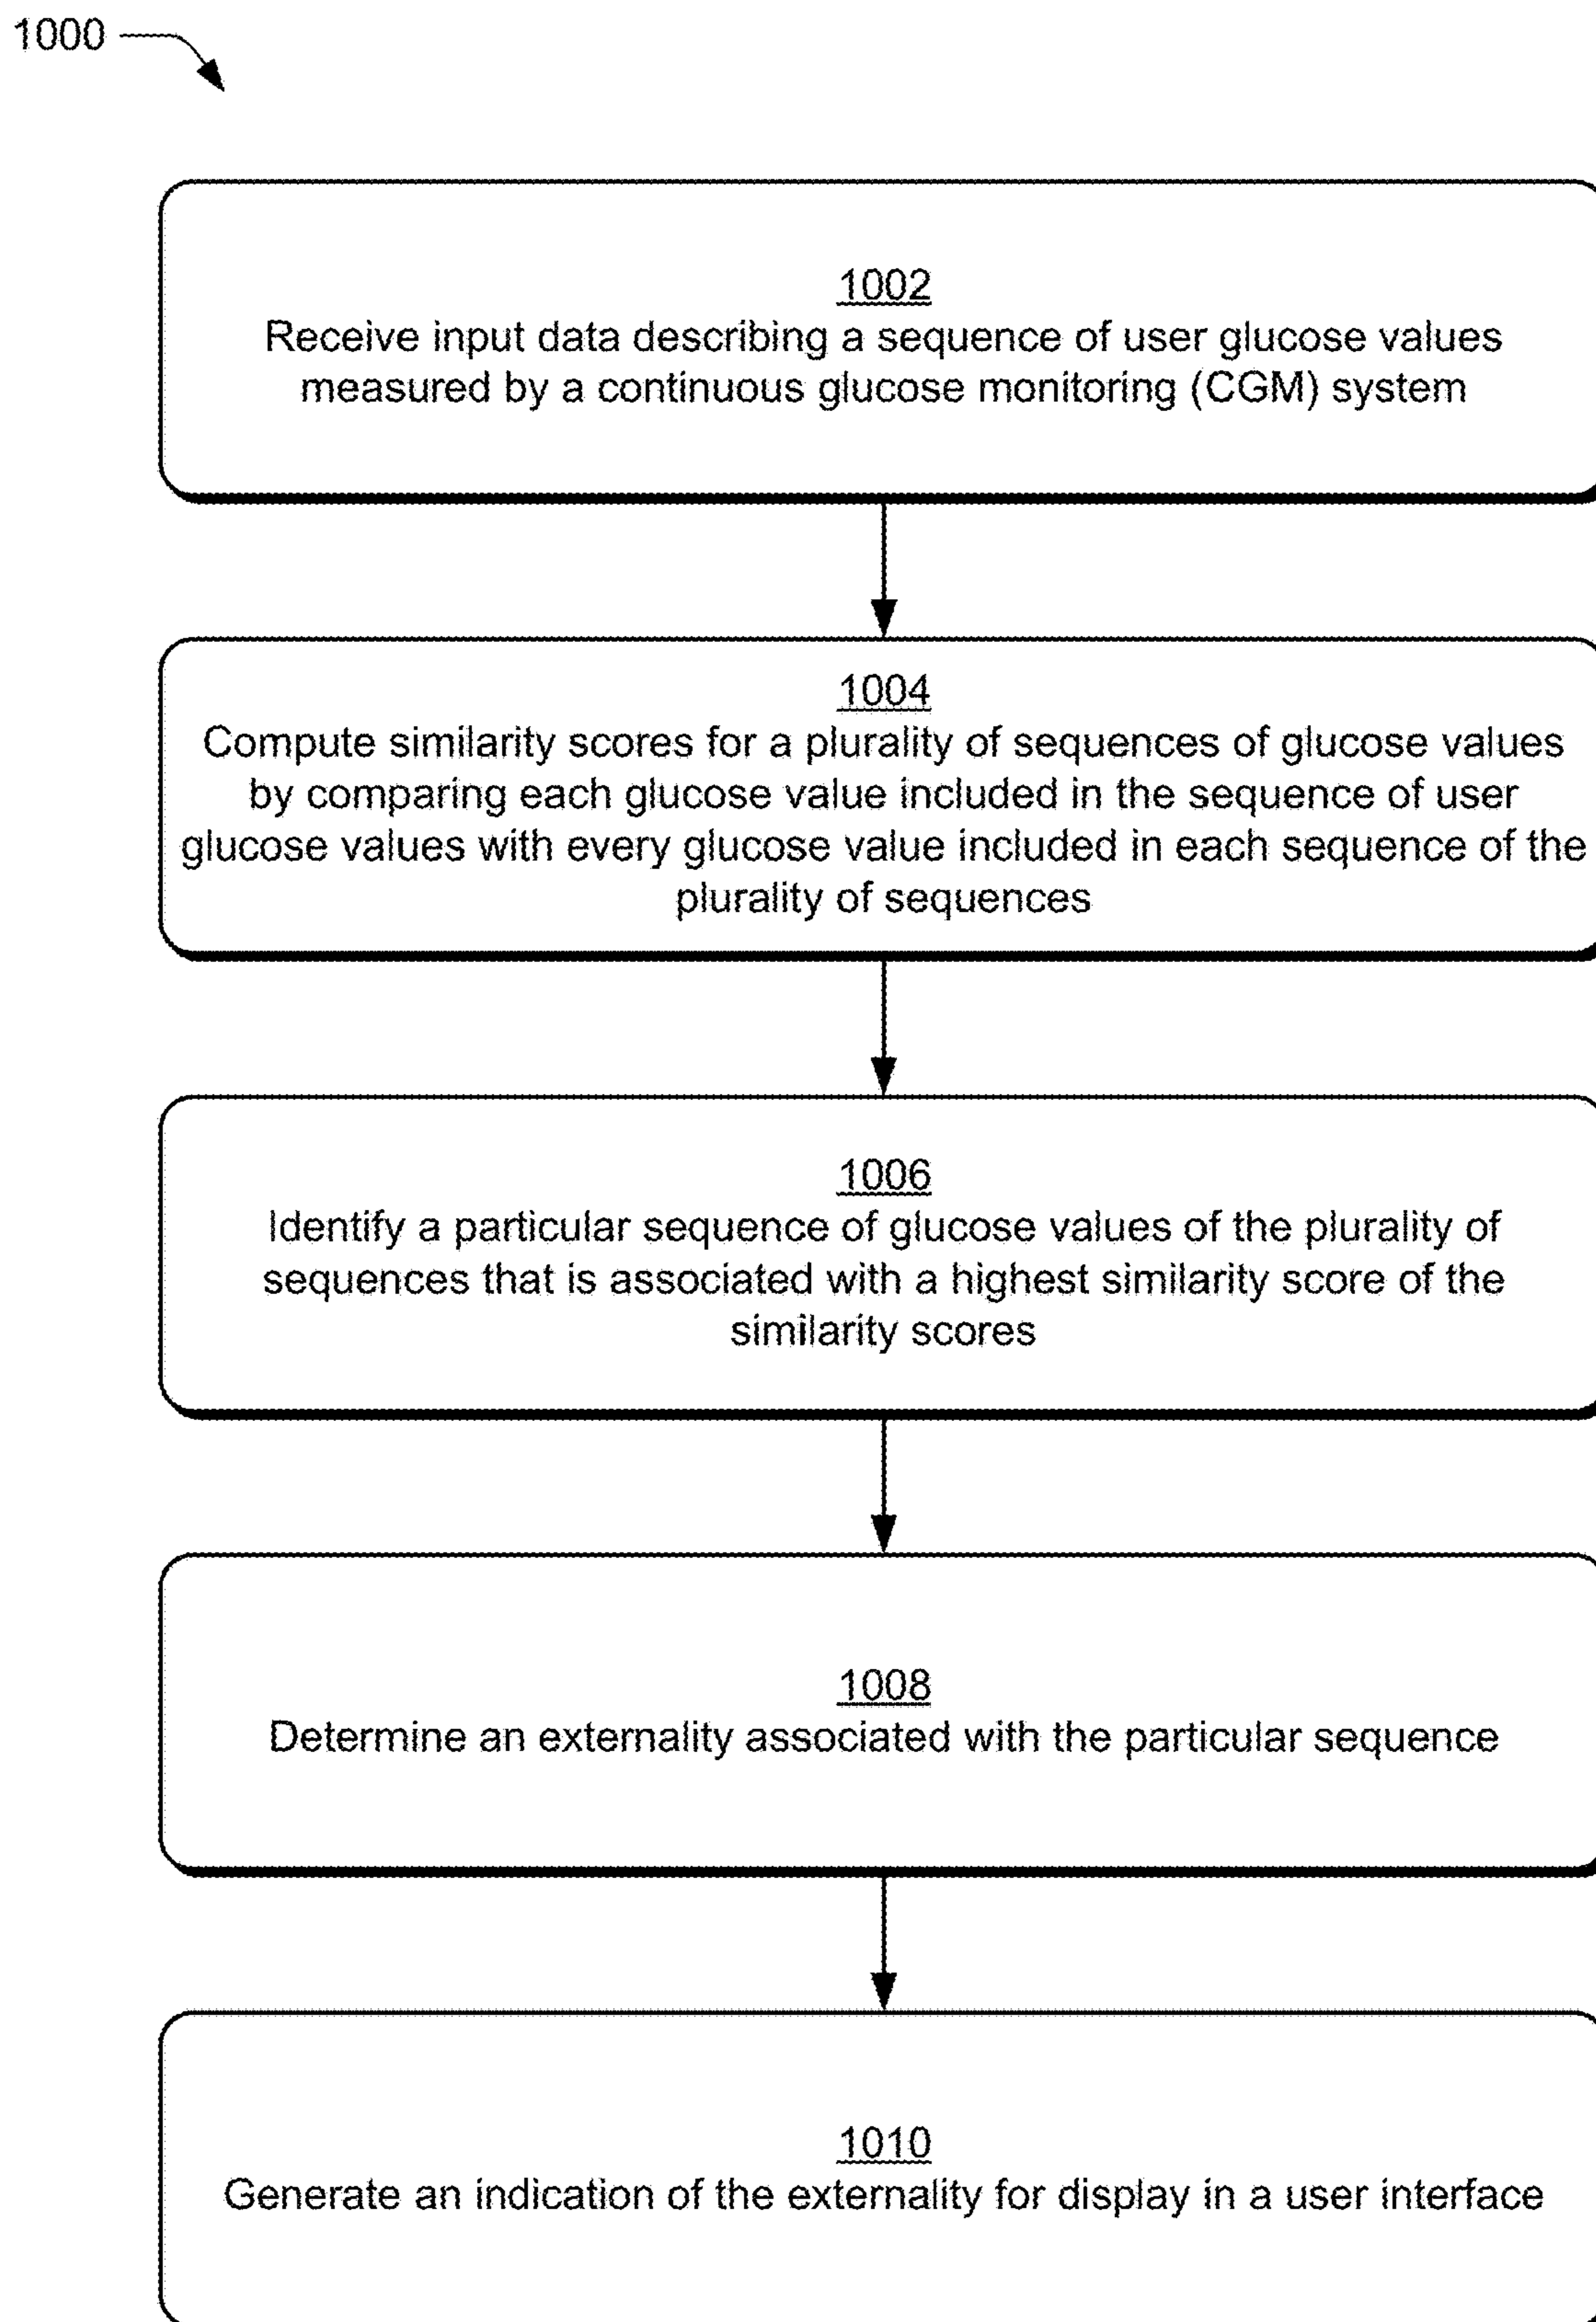 1000
1002
Receive input data describing a sequence of user glucose values
measured by a continuous glucose monitoring (CGM) system
1004
Compute similarity scores for a plurality of sequences of glucose values
by comparing each glucose value included in the sequence of user
glucose values with every glucose value included in each sequence of the
plurality of sequences
1006
Identify a particular sequence of glucose values of the plurality of
sequences that is associated with a highest similarity score of the
similarity scores
1008
Determine an externality associated with the particular sequence
1010
Generate an indication of the externality for display in a user interface